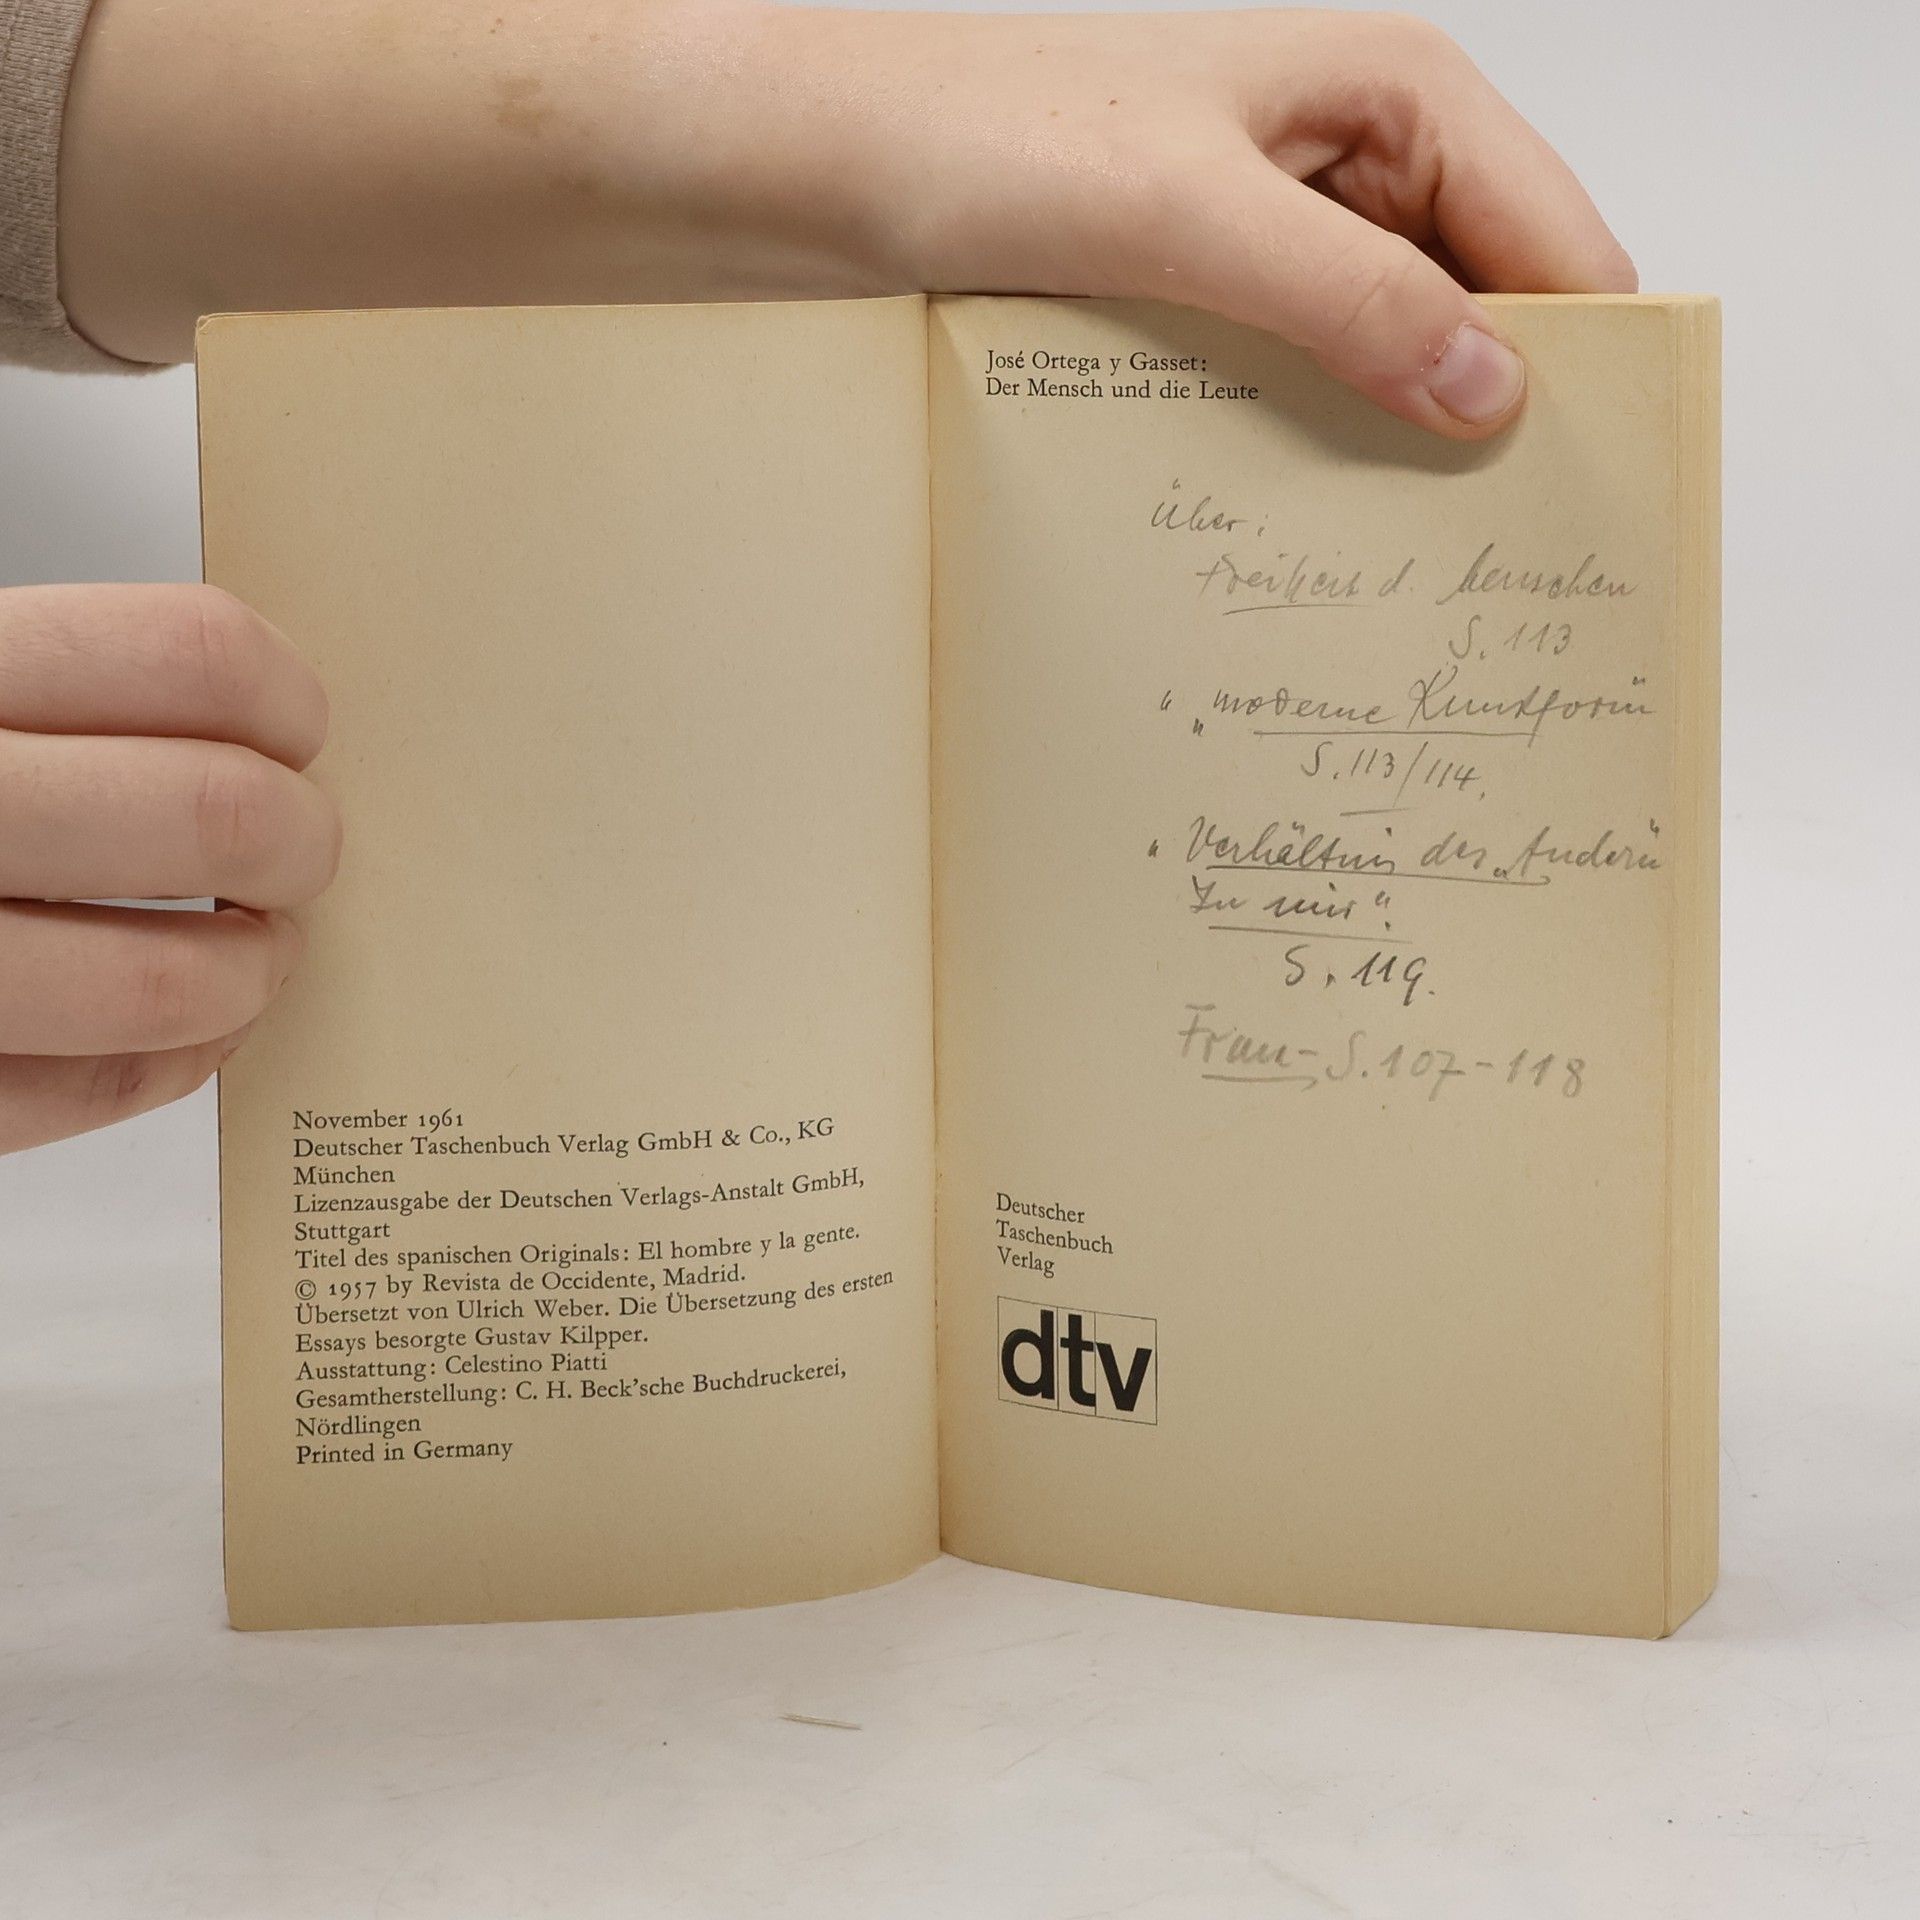 November 1961
Deutscher Taschenbuch Verlag GmbH & Co., KG
München
Lizenzausgabe der Deutschen Verlags-Anstalt GmbH,
Stuttgart
Titel des spanischen Originals: El hombre y la gente.
© 1957 by Revista de Occidente, Madrid.
Übersetzt von Ulrich Weber. Die Übersetzung des ersten
Essays besorgte Gustav Kilpper.
Ausstattung: Celestino Piatti
Gesamtherstellung: C. H. Beck'sche Buchdruckerei,
Nördlingen
Printed in Germany
José Ortega y Gasset:
Der Mensch und die Leute
Über:
Freiheit d. Menschen
S. 113
" „moderne Kunstform"
S. 113/114.
" Verhältnis des „Anderen"
zu mir".
S. 119.
Frau - S. 107-118
Deutscher
Taschenbuch
Verlag
dtv